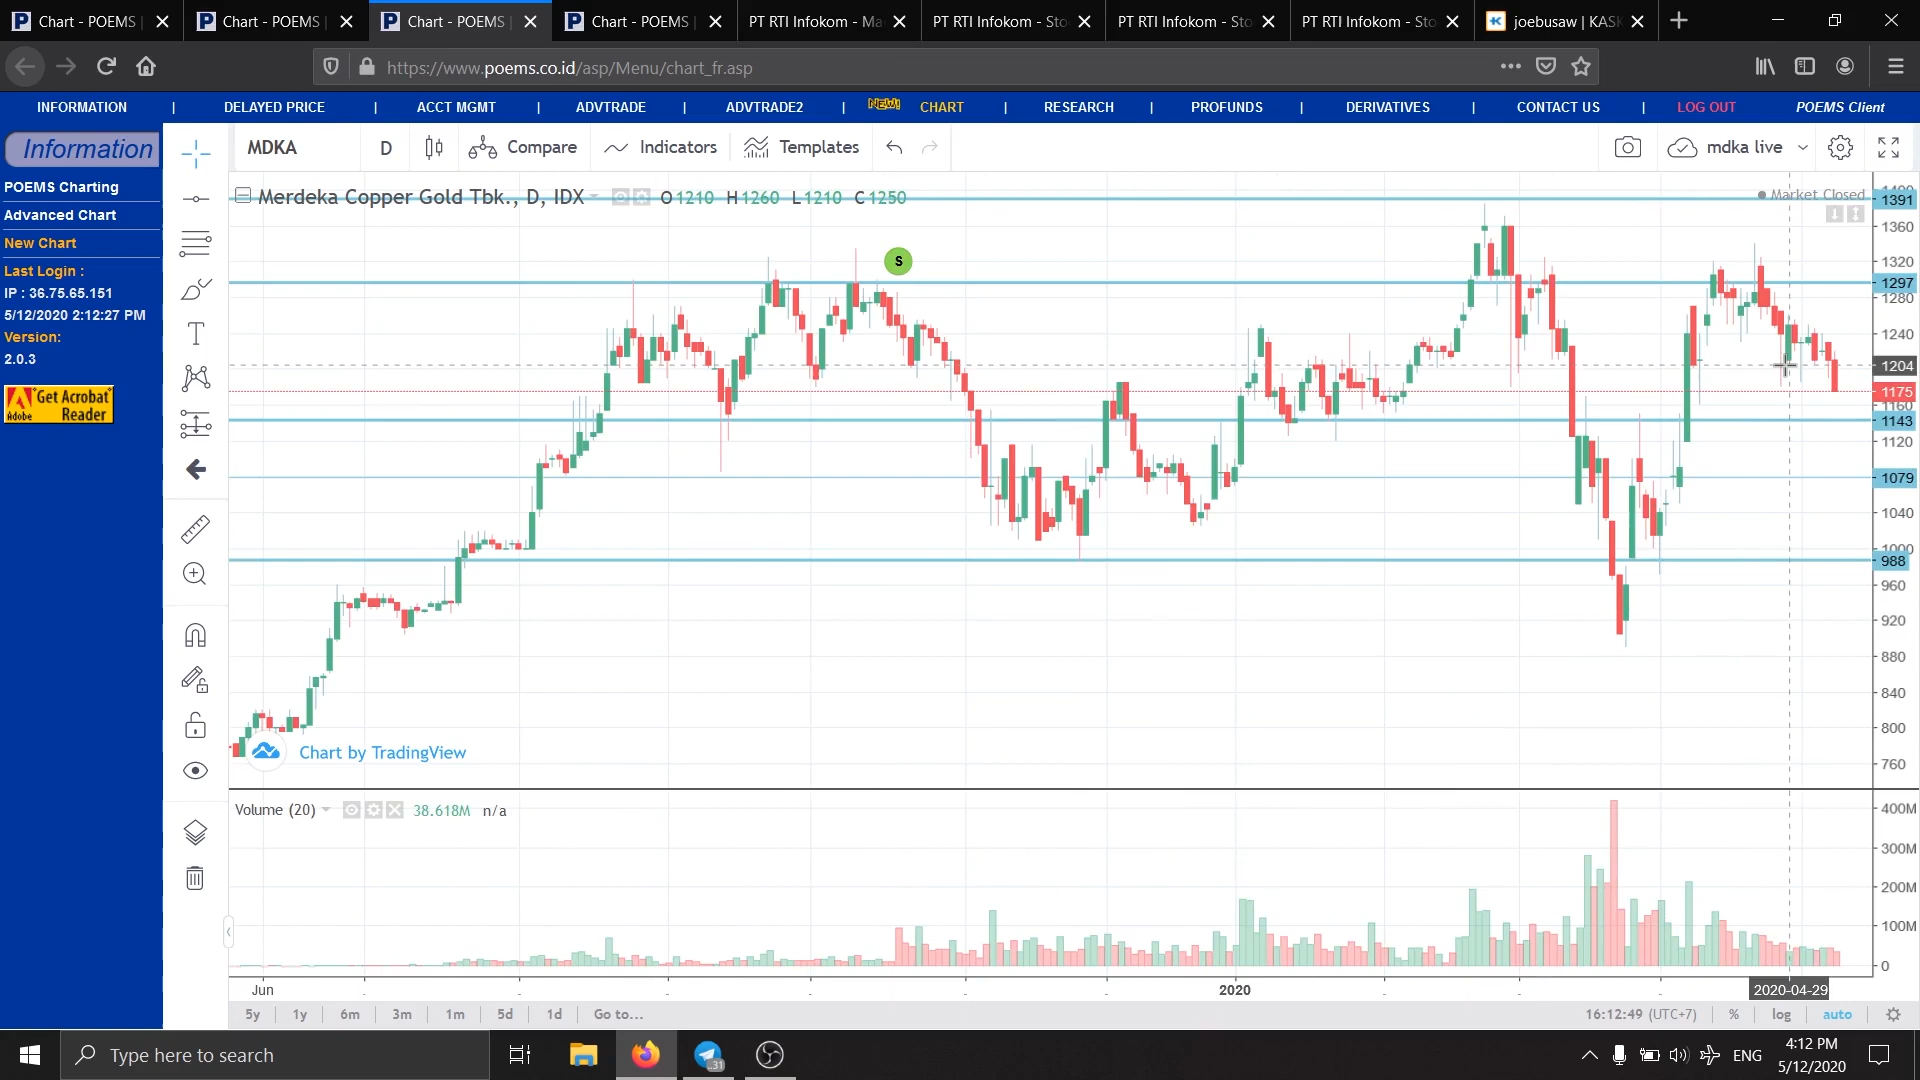 Chart - POEMS |
Chart - POEMS |
Chart - POEMS |
Chart - POEMS |
PT RTI Infokom - Ma
PT RTI Infokom - Sto
PT RTI Infokom - Sto
PT RTI Infokom - Sto
joebusaw | KASK
https://www.poems.co.id/asp/Menu/chart_fr.asp
INFORMATION | DELAYED PRICE | ACCT MGMT | ADVTRADE | ADVTRADE2 | NEW! CHART | RESEARCH | PROFUNDS | DERIVATIVES | CONTACT US | LOG OUT POEMS Client
Information
POEMS Charting
Advanced Chart
New Chart
Last Login :
IP : 36.75.65.151
5/12/2020 2:12:27 PM
Version:
2.0.3
Get Acrobat
Reader
Adobe
MDKA D Compare Indicators Templates mdka live
Merdeka Copper Gold Tbk., D, IDX O1210 H1260 L1210 C1250
Market Closed
S
1400
1391
1360
1320
1297
1280
1240
1204
1175
1160
1143
1120
1079
1040
1000
988
960
920
880
840
800
760
Chart by TradingView
Volume (20) 38.618M n/a
400M
300M
200M
100M
0
Jun 2020 2020-04-29
5y 1y 6m 3m 1m 5d 1d Go to... 16:12:49 (UTC+7) % log auto
Type here to search
31
ENG
4:12 PM
5/12/2020